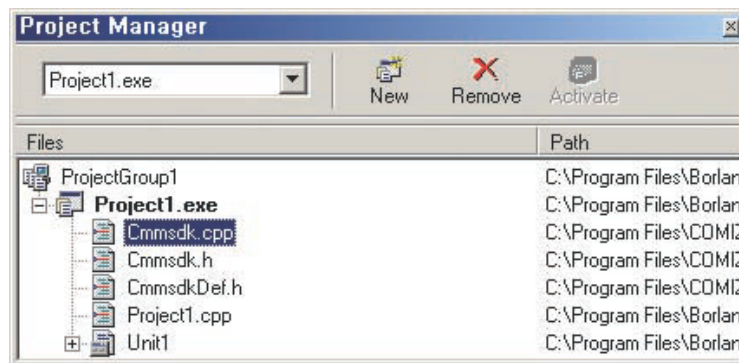 Project Manager
Project1.exe
New Remove Activate
Files Path
ProjectGroup1 C:\Program Files\Borlan
Project1.exe C:\Program Files\Borlan
Cmmsdk.cpp C:\Program Files\COMIZ
Cmmsdk.h C:\Program Files\COMIZ
CmmsdkDef.h C:\Program Files\COMIZ
Project1.cpp C:\Program Files\Borlan
Unit1 C:\Program Files\Borlan